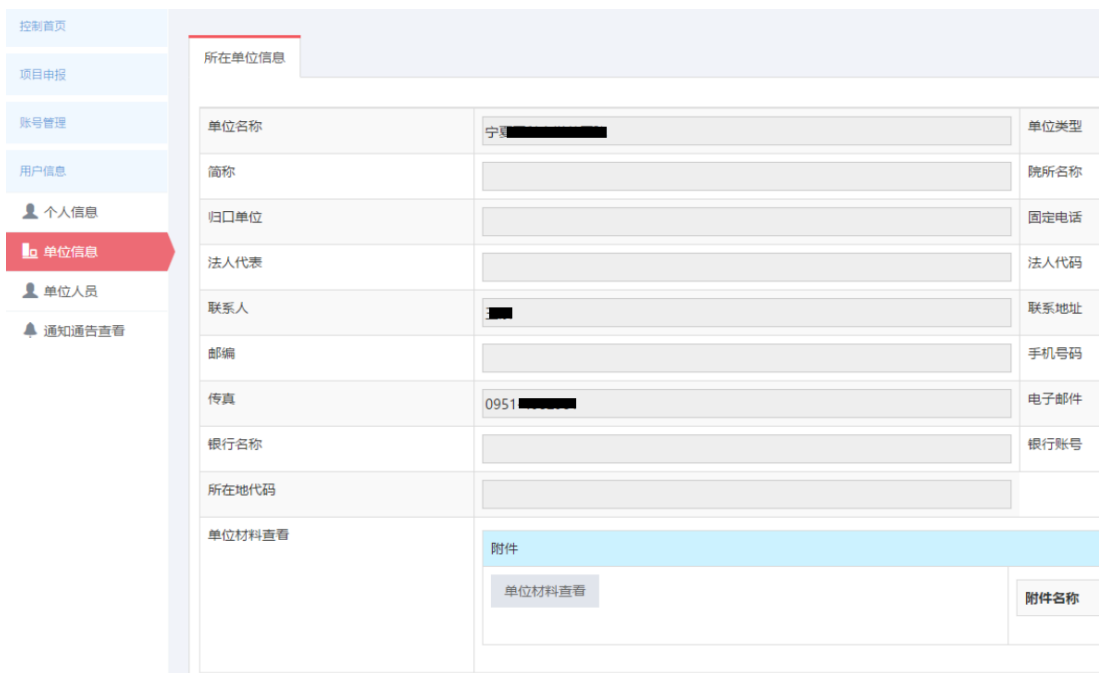 控制首页
项目申报
账号管理
用户信息
个人信息
单位信息
单位人员
通知通告查看
所在单位信息
单位名称 宁夏 单位类型
简称 院所名称
归口单位 固定电话
法人代表 法人代码
联系人 联系地址
邮编 手机号码
传真 0951 电子邮件
银行名称 银行账号
所在地代码
单位材料查看
附件
单位材料查看
附件名称